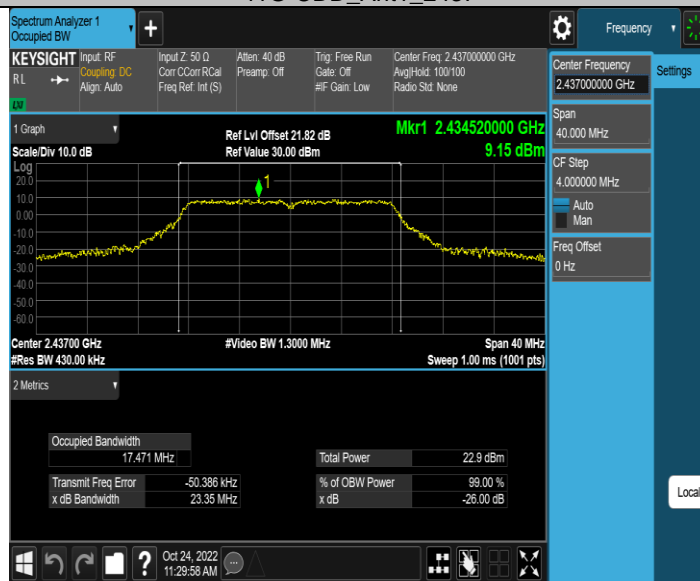 Spectrum Analyzer 1
Occupied BW
Frequency
KEYSIGHT
Input: RF
Coupling: DC
Align: Auto
Input Z: 50 Ω
Corr CCorr RCal
Freq Ref: Int (S)
Atten: 40 dB
Preamp: Off
Trig: Free Run
Gate: Off
#IF Gain: Low
Center Freq: 2.437000000 GHz
Avg|Hold: 100/100
Radio Std: None
RL
LXI
Center Frequency
2.437000000 GHz
Settings
Span
40.000 MHz
CF Step
4.000000 MHz
Auto
Man
Freq Offset
0 Hz
1 Graph
Scale/Div 10.0 dB
Ref Lvl Offset 21.82 dB
Ref Value 30.00 dBm
Mkr1 2.434520000 GHz
9.15 dBm
Log
20.0
10.0
0.00
-10.0
-20.0
-30.0
-40.0
-50.0
-60.0
1
Center 2.43700 GHz
#Res BW 430.00 kHz
#Video BW 1.3000 MHz
Span 40 MHz
Sweep 1.00 ms (1001 pts)
2 Metrics
Occupied Bandwidth
17.471 MHz
Total Power 22.9 dBm
Transmit Freq Error -50.386 kHz
% of OBW Power 99.00 %
x dB Bandwidth 23.35 MHz
x dB -26.00 dB
Local
Oct 24, 2022
11:29:58 AM